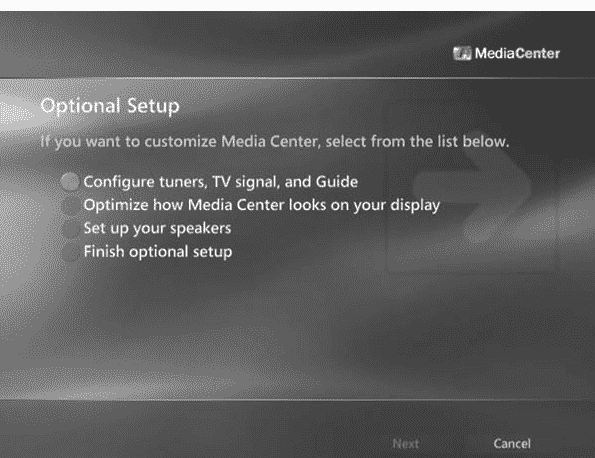 MediaCenter
Optional Setup
If you want to customize Media Center, select from the list below.
Configure tuners, TV signal, and Guide
Optimize how Media Center looks on your display
Set up your speakers
Finish optional setup
Next
Cancel